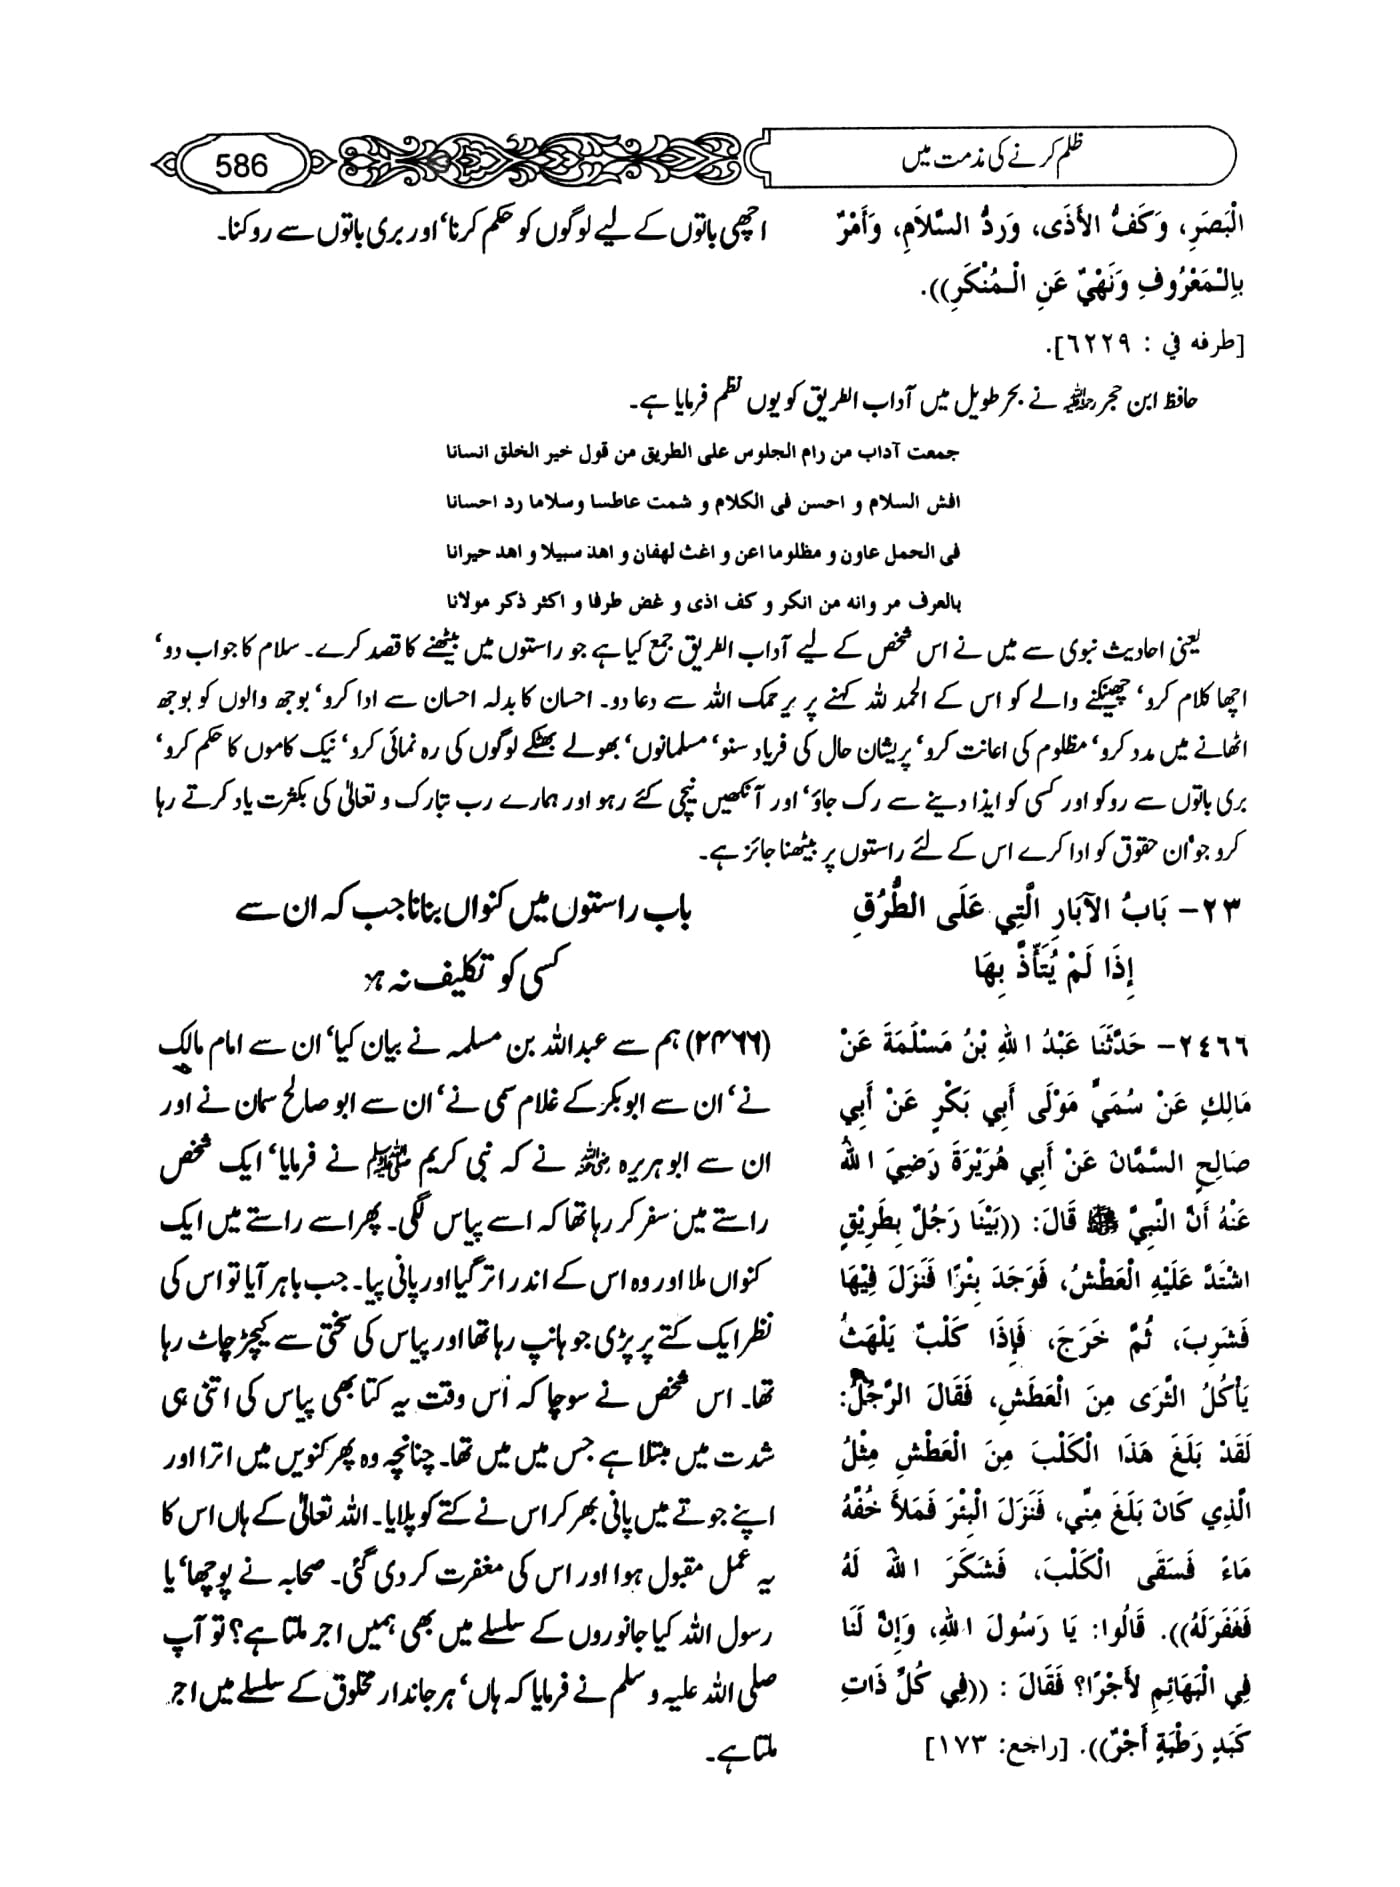 ظلم کرنے کی مذمت میں
586
الْبَصَرِ، وَكَفُّ الأَذَى، وَرَدُّ السَّلاَمِ، وَأَمْرٌ
بِالْـمَعْرُوفِ وَنَهْيٌ عَنِ الْـمُنْكَرِ)).
[طرفه في : ٦٢٢٩].
اچھی باتوں کے لیے لوگوں کو حکم کرنا‘ اور بری باتوں سے روکنا۔
حافظ ابن حجر رحمہ اللہ نے بحر طویل میں آداب الطریق کو یوں نظم فرمایا ہے۔
جمعت آداب من رام الجلوس علی الطریق من قول خیر الخلق انسانا
افش السلام و احسن فی الکلام و شمت عاطسا وسلاما رد احسانا
فی الحمل عاون و مظلوما اعن و اغث لهفان و اهد سبیلا و اهد حیرانا
بالعرف مر وانه من انکر و کف اذی و غض طرفا و اکثر ذکر مولانا
یعنی احادیث نبوی سے میں نے اس شخص کے لیے آداب الطریق جمع کیا ہے جو راستوں میں بیٹھنے کا قصد کرے۔ سلام کا جواب دو‘
اچھا کلام کرو‘ چھینکنے والے کو اس کے الحمد للہ کہنے پر یرحمک اللہ سے دعا دو۔ احسان کا بدلہ احسان سے ادا کرو‘ بوجھ والوں کو بوجھ
اٹھانے میں مدد کرو‘ مظلوم کی اعانت کرو‘ پریشان حال کی فریاد سنو‘ مسلمانوں‘ بھولے بھٹکے لوگوں کی رہ نمائی کرو‘ نیک کاموں کا حکم کرو‘
بری باتوں سے روکو اور کسی کو ایذا دینے سے رک جاؤ‘ اور آنکھیں نیچی کئے رہو اور ہمارے رب تبارک و تعالیٰ کی بکثرت یاد کرتے رہا
کرو جو ان حقوق کو ادا کرے اس کے لئے راستوں پر بیٹھنا جائز ہے۔
٢٣– بَابُ الآبَارِ الَّتِي عَلَى الطُّرُقِ
إِذَا لَمْ يُتَأَذَّ بِهَا
باب راستوں میں کنواں بنانا جب کہ ان سے
کسی کو تکلیف نہ ہو
٢٤٦٦– حَدَّثَنَا عَبْدُ اللهِ بْنُ مَسْلَمَةَ عَنْ
مَالِكٍ عَنْ سُمَيٍّ مَوْلَى أَبِي بَكْرٍ عَنْ أَبِي
صَالِحٍ السَّمَّانِ عَنْ أَبِي هُرَيْرَةَ رَضِيَ اللهُ
عَنْهُ أَنَّ النَّبِيَّ ﷺ قَالَ: ((بَيْنَا رَجُلٌ بِطَرِيْقٍ
اشْتَدَّ عَلَيْهِ الْعَطَشُ، فَوَجَدَ بِئْرًا فَنَزَلَ فِيْهَا
فَشَرِبَ، ثُمَّ خَرَجَ، فَإِذَا كَلْبٌ يَلْهَثُ
يَأْكُلُ الثَّرَى مِنَ الْعَطَشِ، فَقَالَ الرَّجُلُ:
لَقَدْ بَلَغَ هَذَا الْكَلْبَ مِنَ الْعَطَشِ مِثْلُ
الَّذِي كَانَ بَلَغَ مِنِّي، فَنَزَلَ الْبِئْرَ فَمَلأَ خُفَّهُ
مَاءً فَسَقَى الْكَلْبَ، فَشَكَرَ اللهُ لَهُ
فَغَفَرَلَهُ)). قَالُوا: يَا رَسُولَ اللهِ، وَإِنَّ لَنَا
فِي الْبَهَائِمِ لأَجْرًا؟ فَقَالَ : ((فِي كُلِّ ذَاتِ
كَبَدٍ رَطْبَةٍ أَجْرٌ)). [راجع: ١٧٣]
(۲۴۶۶) ہم سے عبداللہ بن مسلمہ نے بیان کیا‘ ان سے امام مالک
نے‘ ان سے ابوبکر کے غلام سمی نے‘ ان سے ابو صالح سمان نے اور
ان سے ابو ہریرہ رضی اللہ عنہ نے کہ نبی کریم ﷺ نے فرمایا‘ ایک شخص
راستے میں سفر کر رہا تھا کہ اسے پیاس لگی۔ پھر اسے راستے میں ایک
کنواں ملا اور وہ اس کے اندر اتر گیا اور پانی پیا۔ جب باہر آیا تو اس کی
نظر ایک کتے پر پڑی جو ہانپ رہا تھا اور پیاس کی سختی سے کیچڑ چاٹ رہا
تھا۔ اس شخص نے سوچا کہ اس وقت یہ کتا بھی پیاس کی اتنی ہی
شدت میں مبتلا ہے جس میں میں تھا۔ چنانچہ وہ پھر کنویں میں اترا اور
اپنے جوتے میں پانی بھر کر اس نے کتے کو پلایا۔ اللہ تعالیٰ کے ہاں اس کا
یہ عمل مقبول ہوا اور اس کی مغفرت کر دی گئی۔ صحابہ نے پوچھا‘ یا
رسول اللہ کیا جانوروں کے سلسلے میں بھی ہمیں اجر ملتا ہے؟ تو آپ
صلی اللہ علیہ و سلم نے فرمایا کہ ہاں‘ ہر جاندار مخلوق کے سلسلے میں اجر
ملتا ہے۔